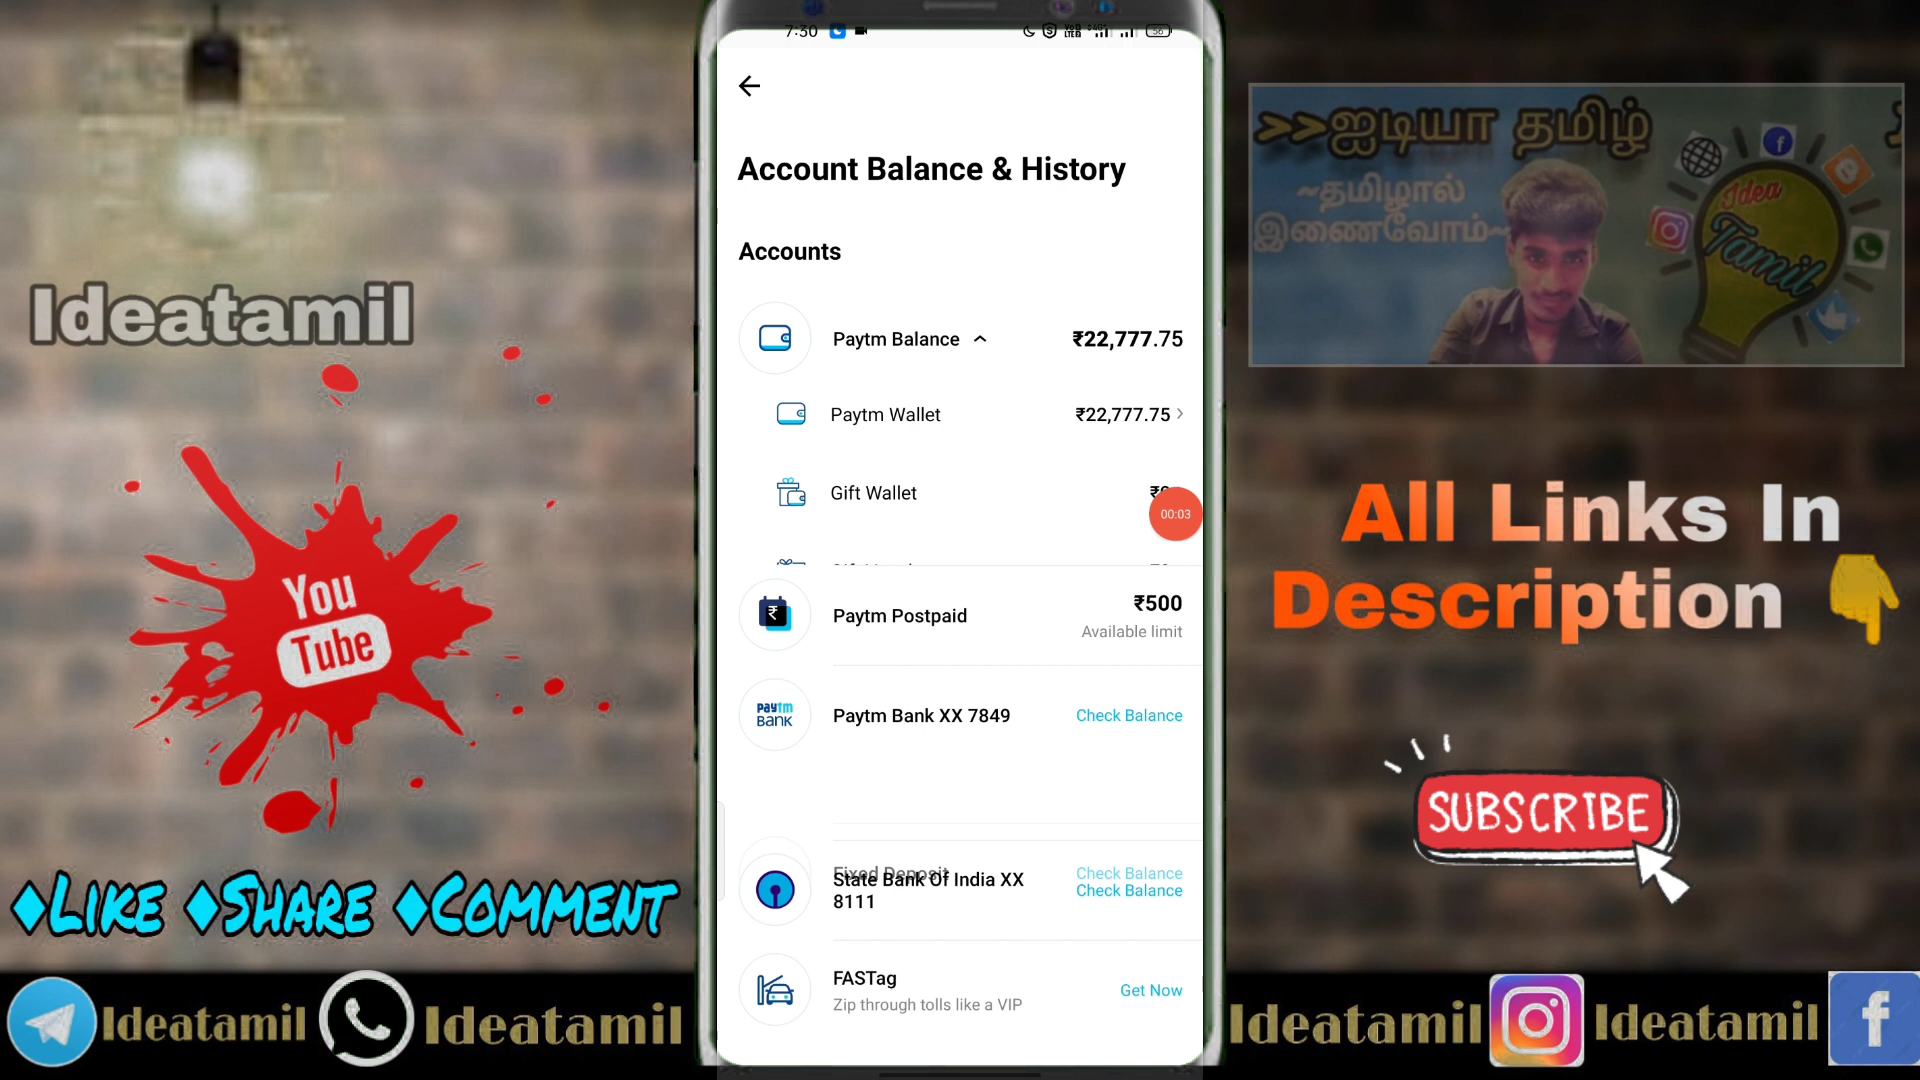 Ideatamil
You
Tube
♦LIKE ♦SHARE ♦COMMENT
Ideatamil
Ideatamil
7:30
56
Account Balance & History
Accounts
Paytm Balance
₹22,777.75
Paytm Wallet
₹22,777.75
Gift Wallet
00:03
Paytm Postpaid
₹500
Available limit
paytm
BANK
Paytm Bank XX 7849
Check Balance
Fixed Deposit
Check Balance
State Bank Of India XX
8111
Check Balance
FASTag
Zip through tolls like a VIP
Get Now
>>ஐடியா தமிழ்
~தமிழால்
இணைவோம்~
Idea
Tamil
All Links In
Description 👇
SUBSCRIBE
Ideatamil
Ideatamil